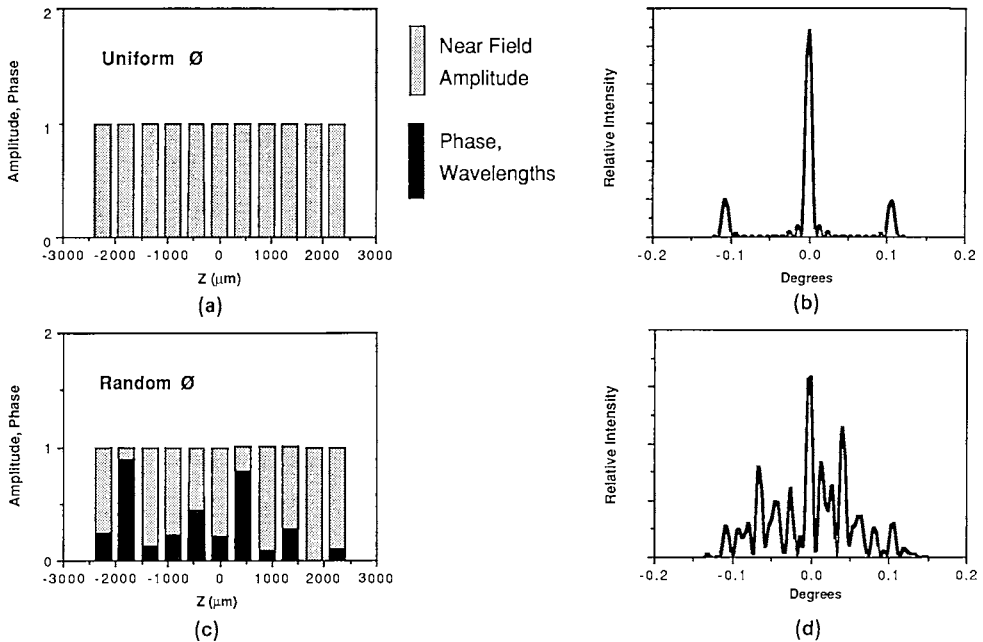 2
1
0
Amplitude, Phase
Uniform Ø
-3000 -2000 -1000 0 1000 2000 3000
Z (µm)
(a)
Near Field
Amplitude
Phase,
Wavelengths
Relative Intensity
-0.2 -0.1 0.0 0.1 0.2
Degrees
(b)
2
1
0
Amplitude, Phase
Random Ø
-3000 -2000 -1000 0 1000 2000 3000
Z (µm)
(c)
Relative Intensity
-0.2 -0.1 0.0 0.1 0.2
Degrees
(d)